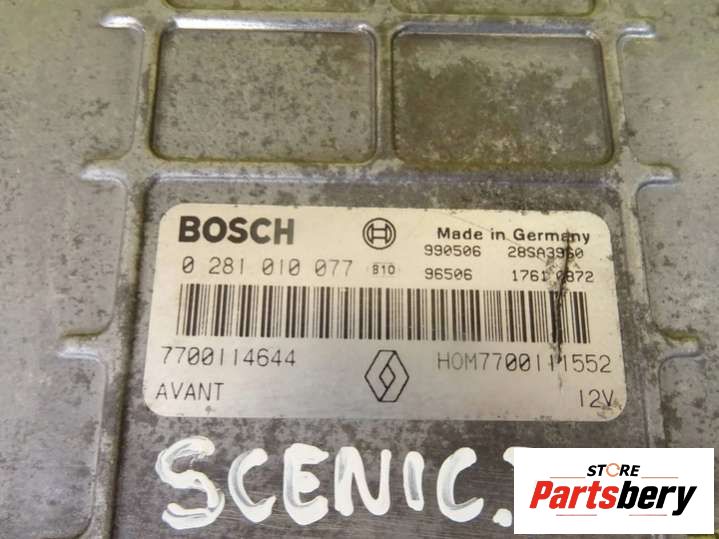 BOSCH
Made in Germany
990506 28SA3960
0 281 010 077 B10
96506 1761 0872
7700114644
HOM7700111552
AVANT
12V
SCENIC.
STORE
Partsbery